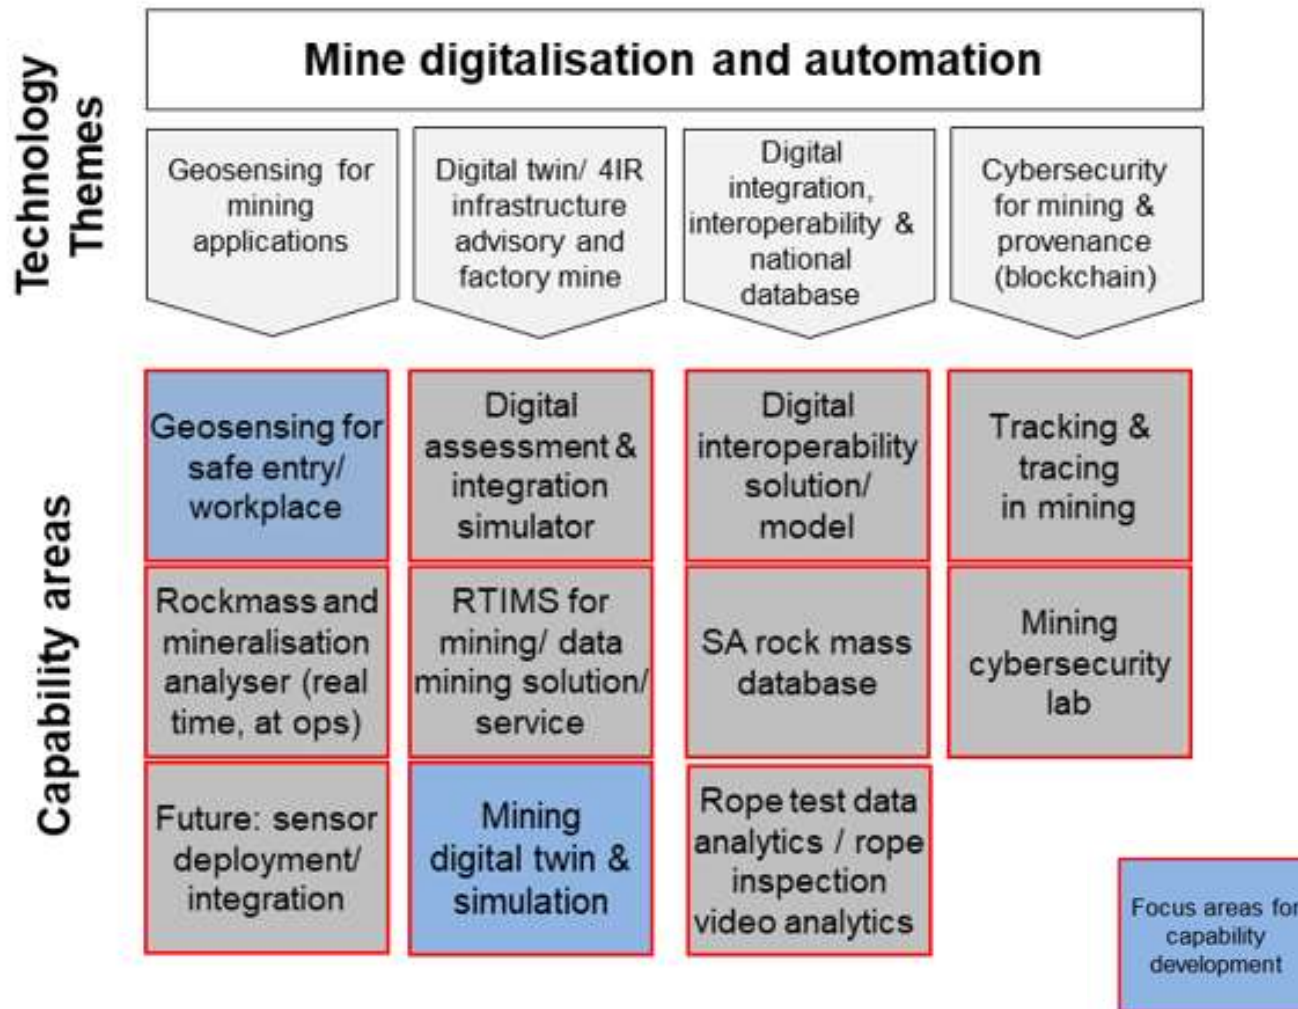 Technology
Themes
Mine digitalisation and automation
Geosensing for
mining
applications
Digital twin/ 4IR
infrastructure
advisory and
factory mine
Digital
integration,
interoperability &
national
database
Cybersecurity
for mining &
provenance
(blockchain)
Capability areas
Geosensing for
safe entry/
workplace
Digital
assessment &
integration
simulator
Digital
interoperability
solution/
model
Tracking &
tracing
in mining
Rockmass and
mineralisation
analyser (real
time, at ops)
RTIMS for
mining/ data
mining solution/
service
SA rock mass
database
Mining
cybersecurity
lab
Future: sensor
deployment/
integration
Mining
digital twin &
simulation
Rope test data
analytics / rope
inspection
video analytics
Focus areas for
capability
development